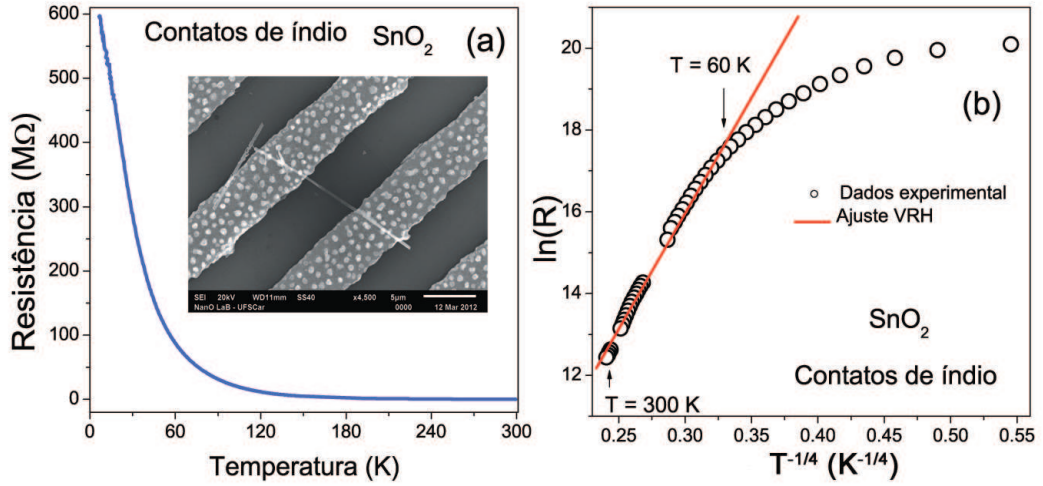 Contatos de índio SnO2 (a)
Resistência (MΩ)
600
500
400
300
200
100
0
0 60 120 180 240 300
Temperatura (K)
SEI 20kV WD11mm SS40 x4,500 5µm
NanO LaB - UFSCar 0000 12 Mar 2012
(b)
ln(R)
20
18
16
14
12
T = 60 K
Dados experimental
Ajuste VRH
SnO2
Contatos de índio
T = 300 K
0.25 0.30 0.35 0.40 0.45 0.50 0.55
T-1/4 (K-1/4)